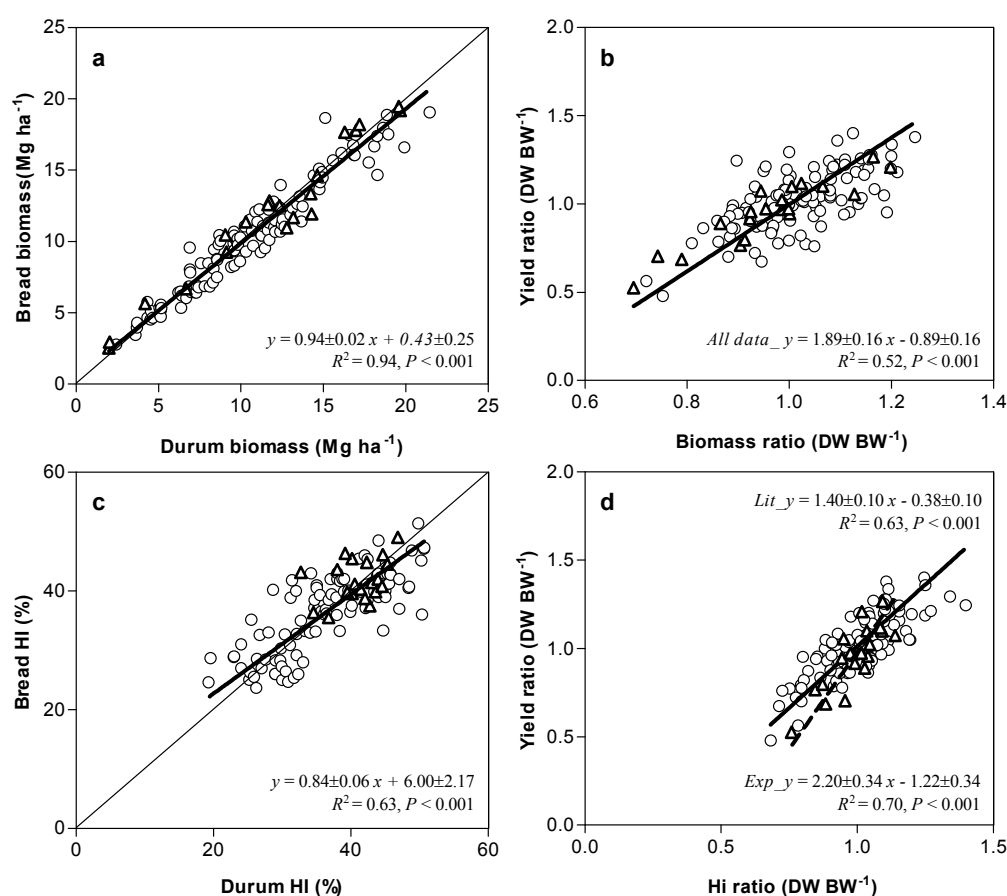 a
Bread biomass(Mg ha⁻¹)
25
20
15
10
5
0
y = 0.94±0.02 x + 0.43±0.25
R² = 0.94, P < 0.001
0 5 10 15 20 25
Durum biomass (Mg ha⁻¹)
b
Yield ratio (DW BW⁻¹)
2.0
1.5
1.0
0.5
0.0
All data_ y = 1.89±0.16 x - 0.89±0.16
R² = 0.52, P < 0.001
0.6 0.8 1.0 1.2 1.4
Biomass ratio (DW BW⁻¹)
c
Bread HI (%)
60
40
20
0
y = 0.84±0.06 x + 6.00±2.17
R² = 0.63, P < 0.001
0 20 40 60
Durum HI (%)
d
Yield ratio (DW BW⁻¹)
2.0
1.5
1.0
0.5
0.0
Lit_y = 1.40±0.10 x - 0.38±0.10
R² = 0.63, P < 0.001
Exp_y = 2.20±0.34 x - 1.22±0.34
R² = 0.70, P < 0.001
0.0 0.5 1.0 1.5
Hi ratio (DW BW⁻¹)